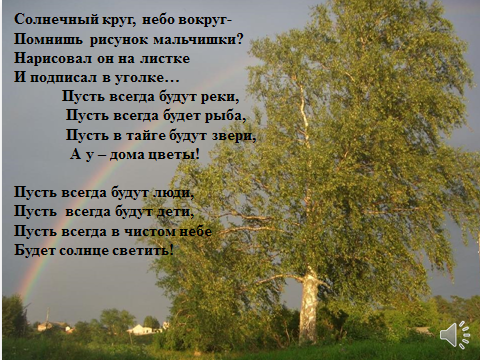 Солнечный круг, небо вокруг-
Помнишь рисунок мальчишки?
Нарисовал он на листке
И подписал в уголке…
Пусть всегда будут реки,
Пусть всегда будет рыба,
Пусть в тайге будут звери,
А у – дома цветы!
Пусть всегда будут люди,
Пусть всегда будут дети,
Пусть всегда в чистом небе
Будет солнце светить!